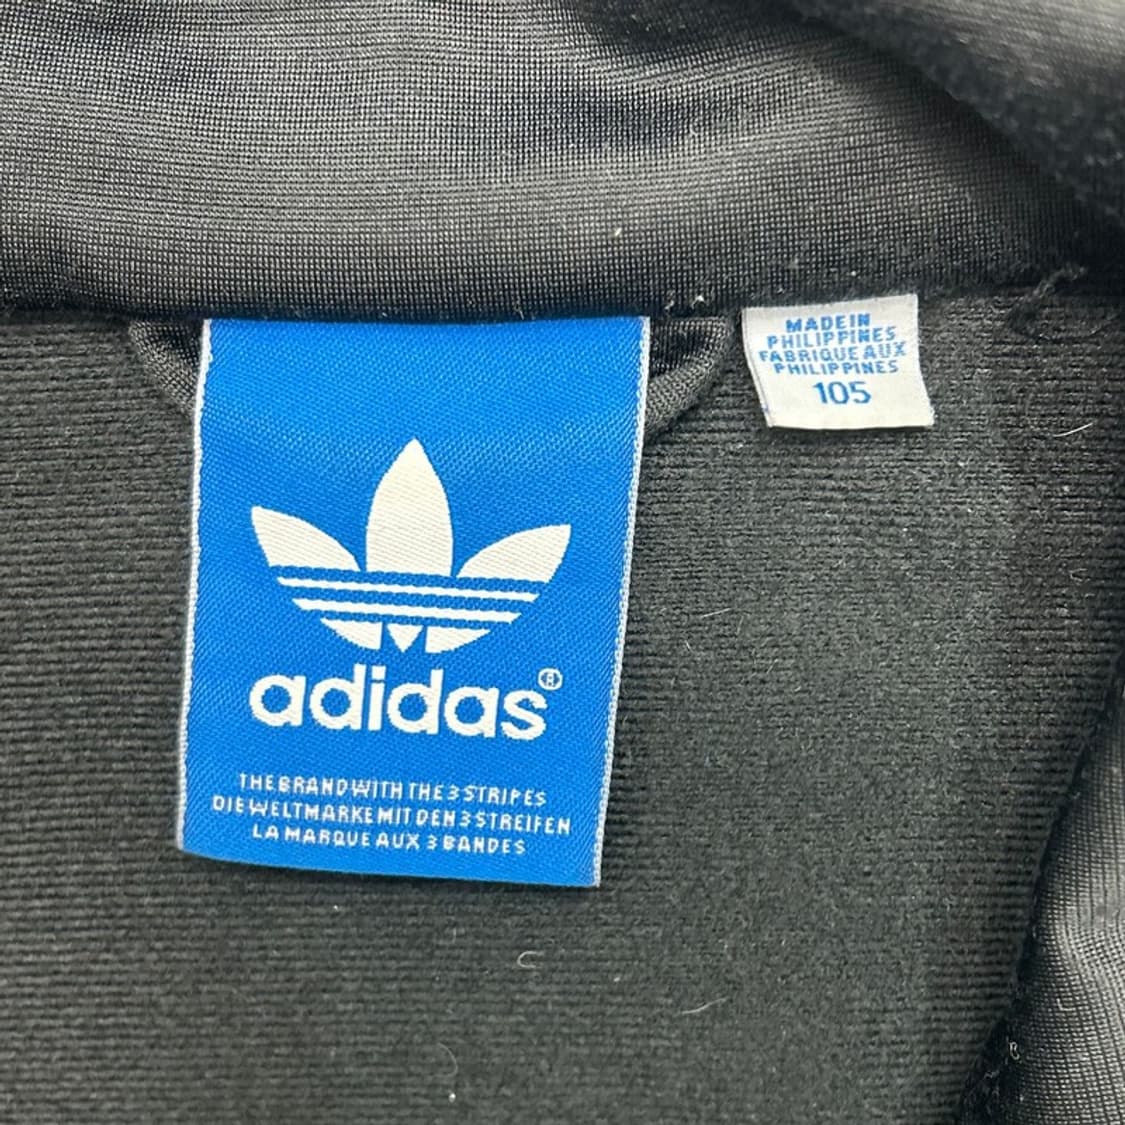 adidas®
THE BRAND WITH THE 3 STRIPES
DIE WELTMARKE MIT DEN 3 STREIFEN
LA MARQUE AUX 3 BANDES
MADE IN
PHILIPPINES
FABRIQUE AUX
PHILIPPINES
105